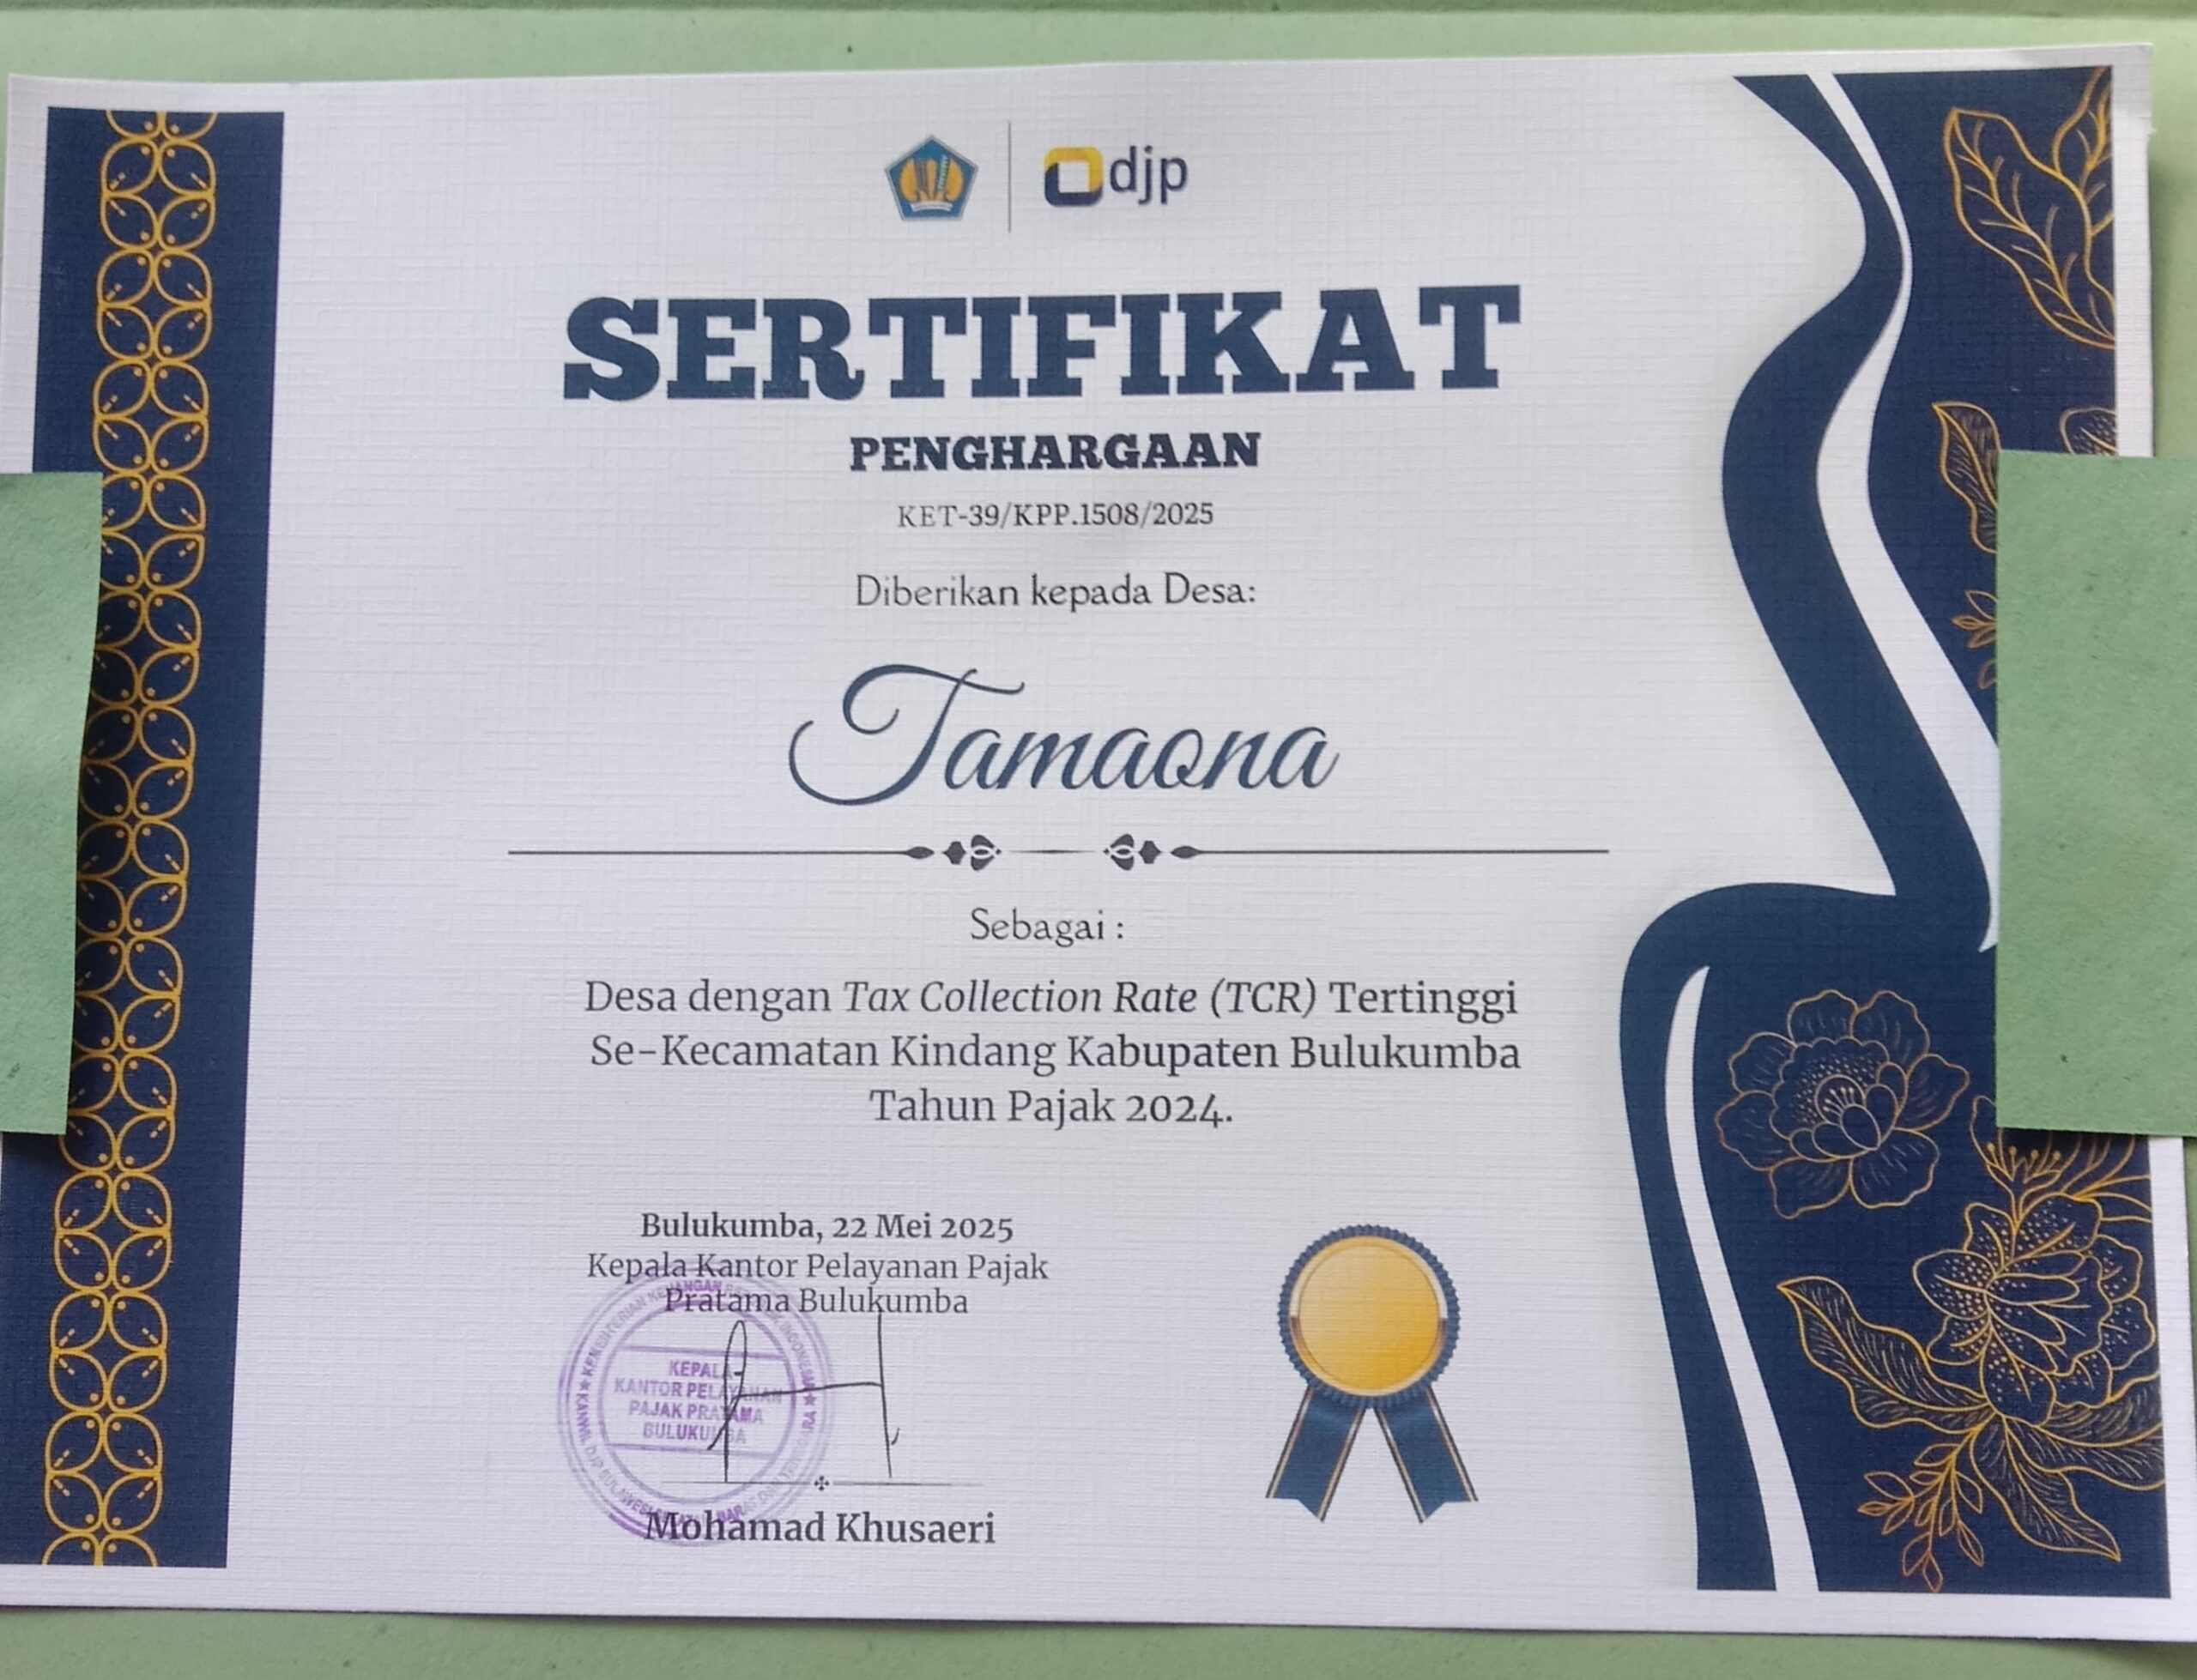 djp
SERTIFIKAT
PENGHARGAAN
KET-39/KPP.1508/2025
Diberikan kepada Desa:
Tamaona
Sebagai :
Desa dengan Tax Collection Rate (TCR) Tertinggi
Se-Kecamatan Kindang Kabupaten Bulukumba
Tahun Pajak 2024.
Bulukumba, 22 Mei 2025
Kepala Kantor Pelayanan Pajak
Pratama Bulukumba
KEPALA
KANTOR PELAYANAN
PAJAK PRATAMA
BULUKUMBA
Mohamad Khusaeri